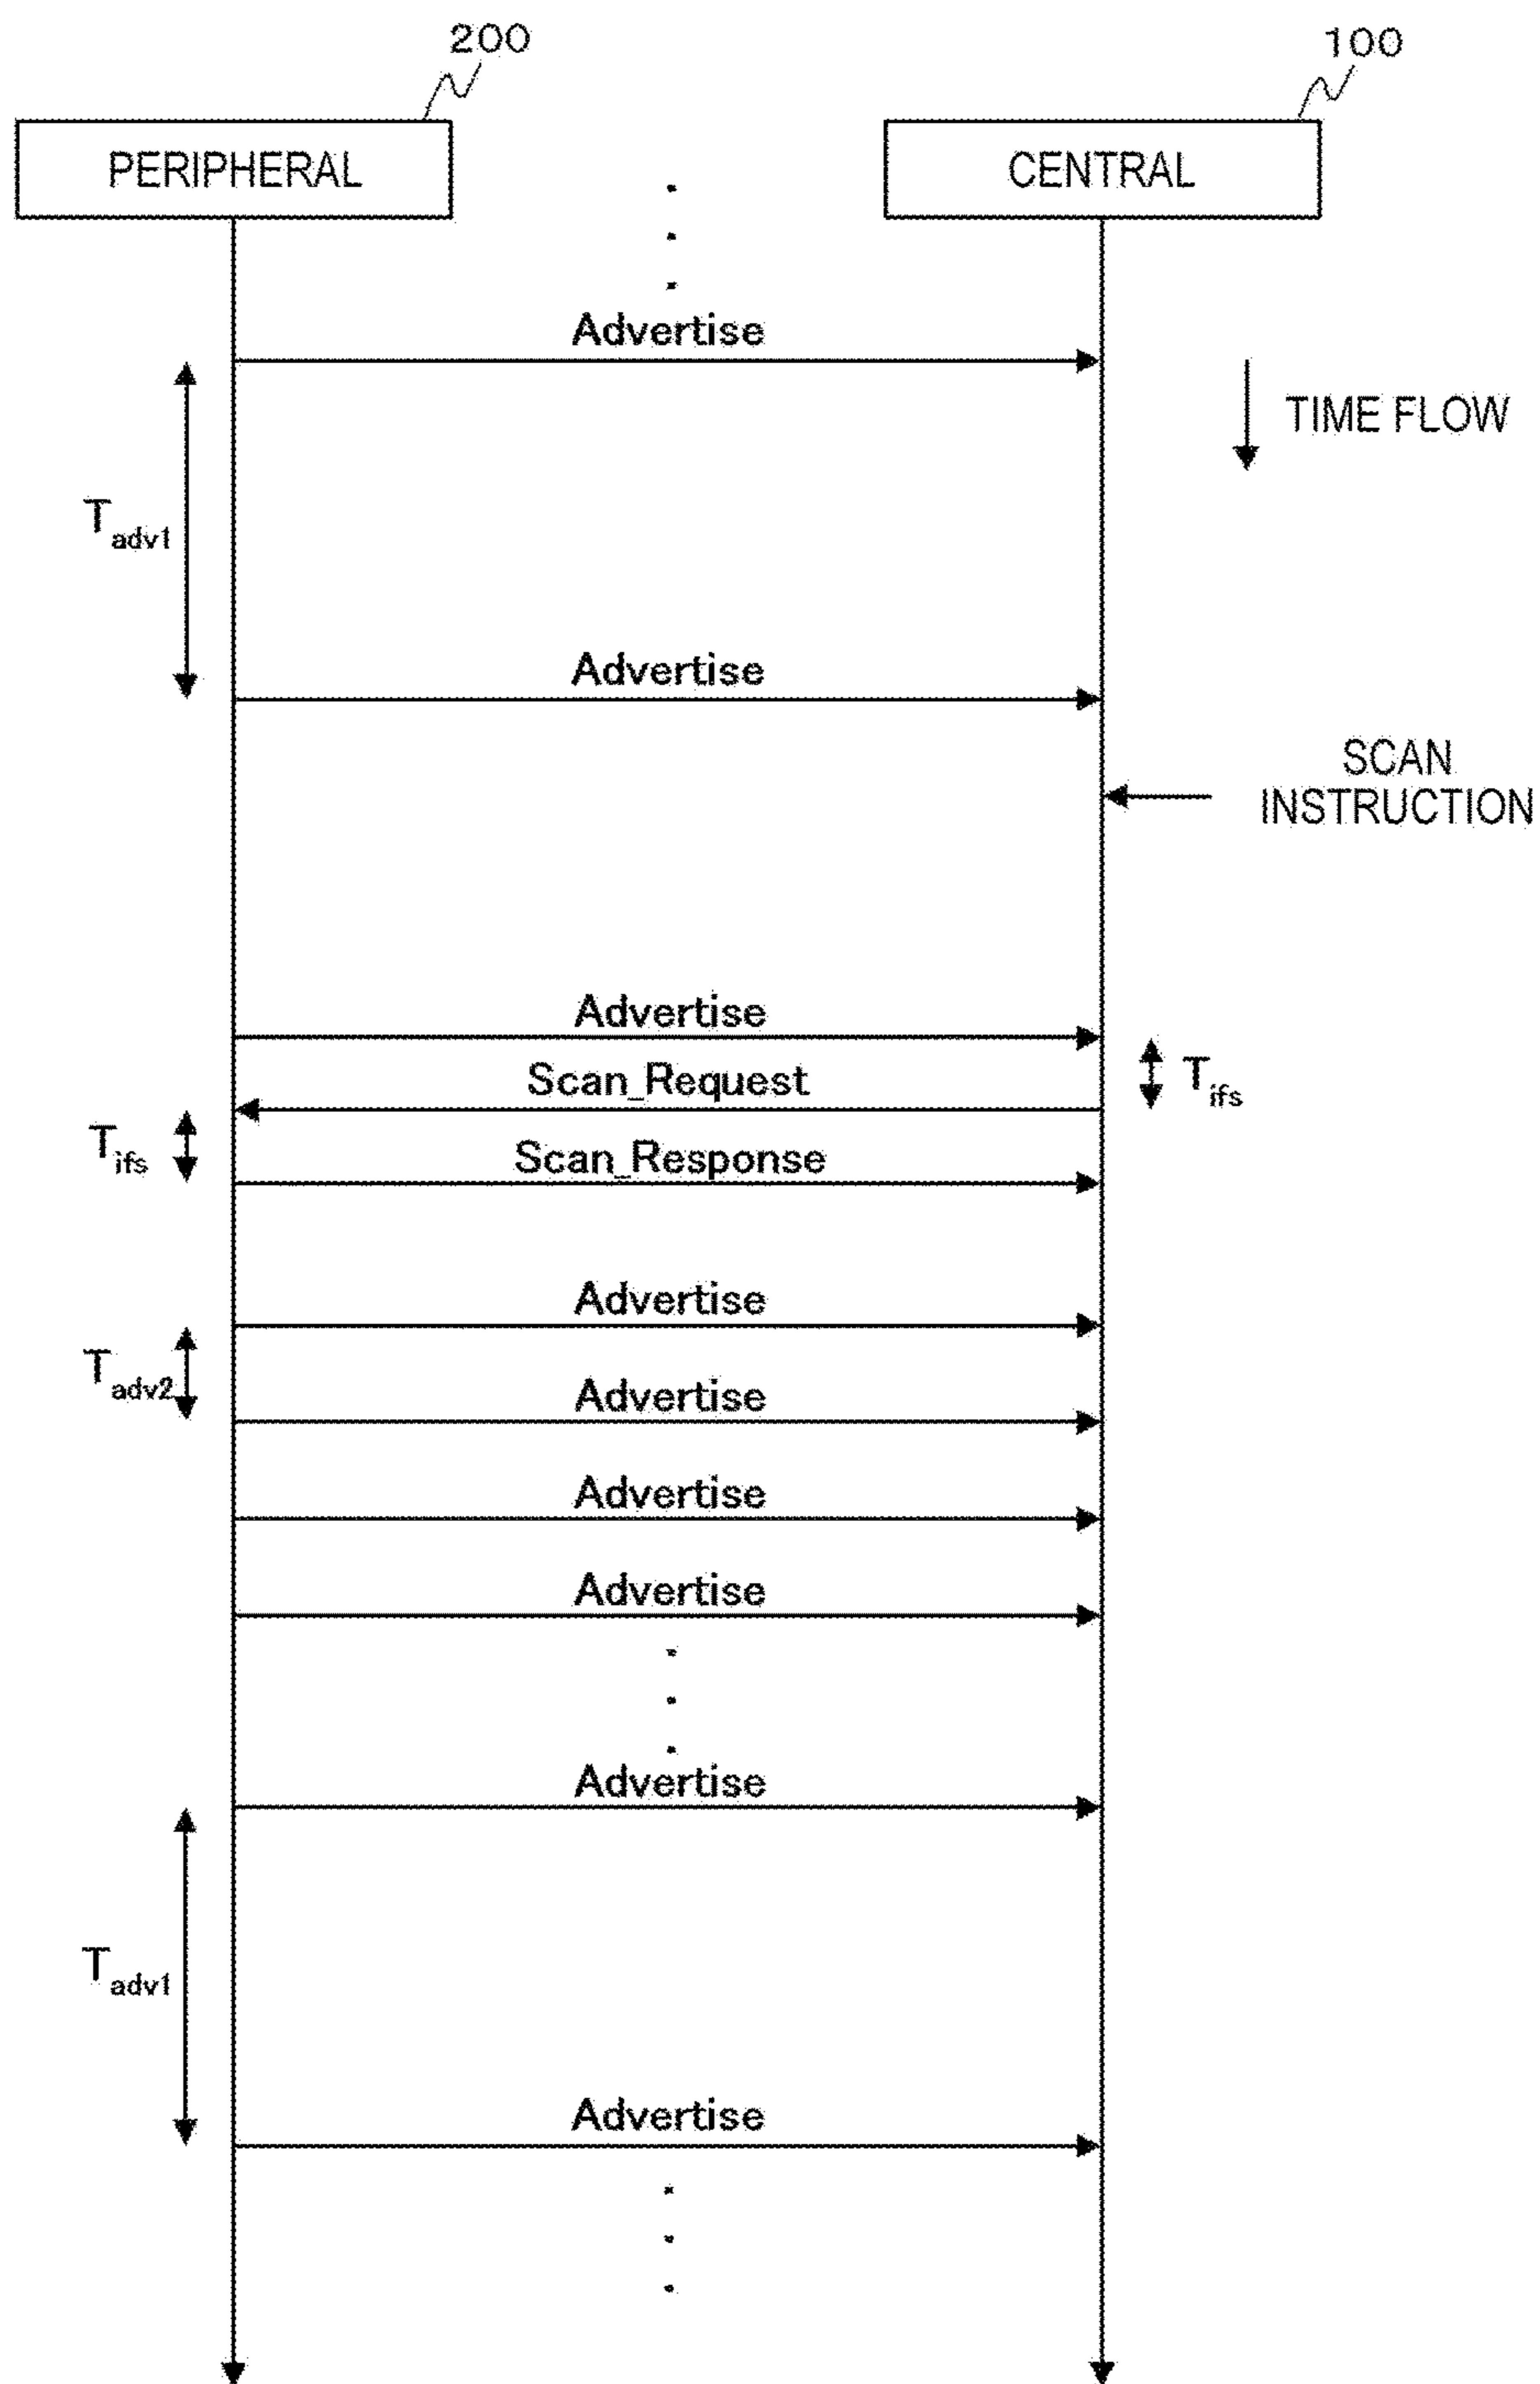 200
100
PERIPHERAL
CENTRAL
Advertise
TIME FLOW
Tadv1
Advertise
SCAN
INSTRUCTION
Advertise
Scan_Request
Tifs
Tifs
Scan_Response
Advertise
Tadv2
Advertise
Advertise
Advertise
Advertise
Tadv1
Advertise